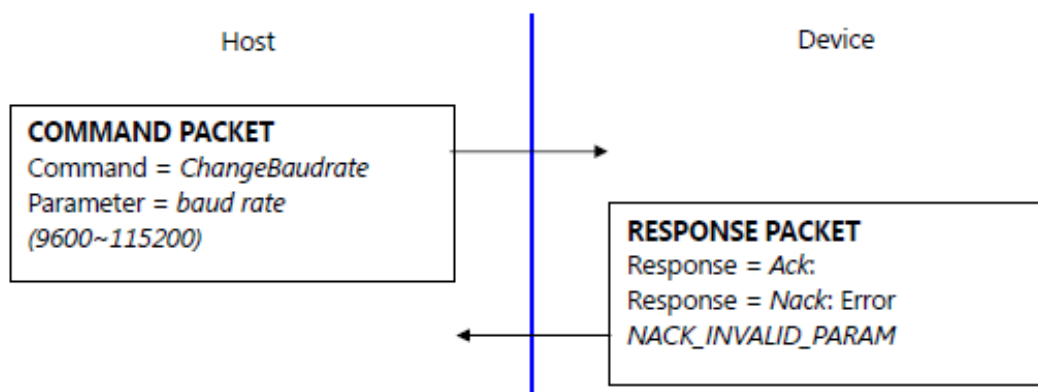 Host
Device
COMMAND PACKET
Command = ChangeBaudrate
Parameter = baud rate
(9600~115200)
RESPONSE PACKET
Response = Ack:
Response = Nack: Error
NACK_INVALID_PARAM